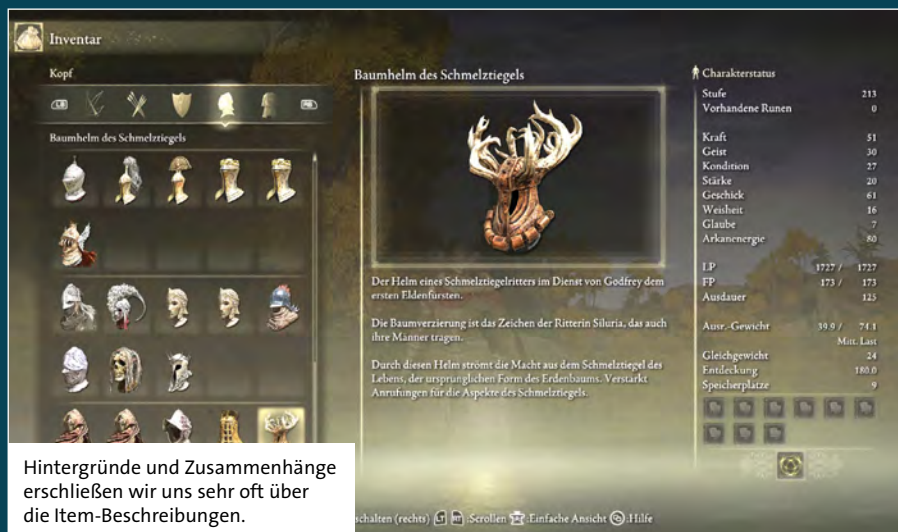 Inventar
Kopf
LB
RB
Baumhelm des Schmelztiegels
Baumhelm des Schmelztiegels
Der Helm eines Schmelztiegelritters im Dienst von Godfrey dem
ersten Eldenfürsten.
Die Baumverzierung ist das Zeichen der Ritterin Siluria, das auch
ihre Männer tragen.
Durch diesen Helm strömt die Macht aus dem Schmelztiegel des
Lebens, der ursprünglichen Form des Erdenbaums. Verstärkt
Anrufungen für die Aspekte des Schmelztiegels.
Charakterstatus
Stufe 213
Vorhandene Runen 0
Kraft 51
Geist 30
Kondition 27
Stärke 20
Geschick 61
Weisheit 16
Glaube 7
Arkanenergie 80
LP 1727 / 1727
FP 173 / 173
Ausdauer 125
Ausr.-Gewicht 39.9 / 74.1
Mitt. Last
Gleichgewicht 24
Entdeckung 180.0
Speicherplätze 9
Hintergründe und Zusammenhänge
erschließen wir uns sehr oft über
die Item-Beschreibungen.
schalten (rechts) LT RT :Scrollen :Einfache Ansicht :Hilfe